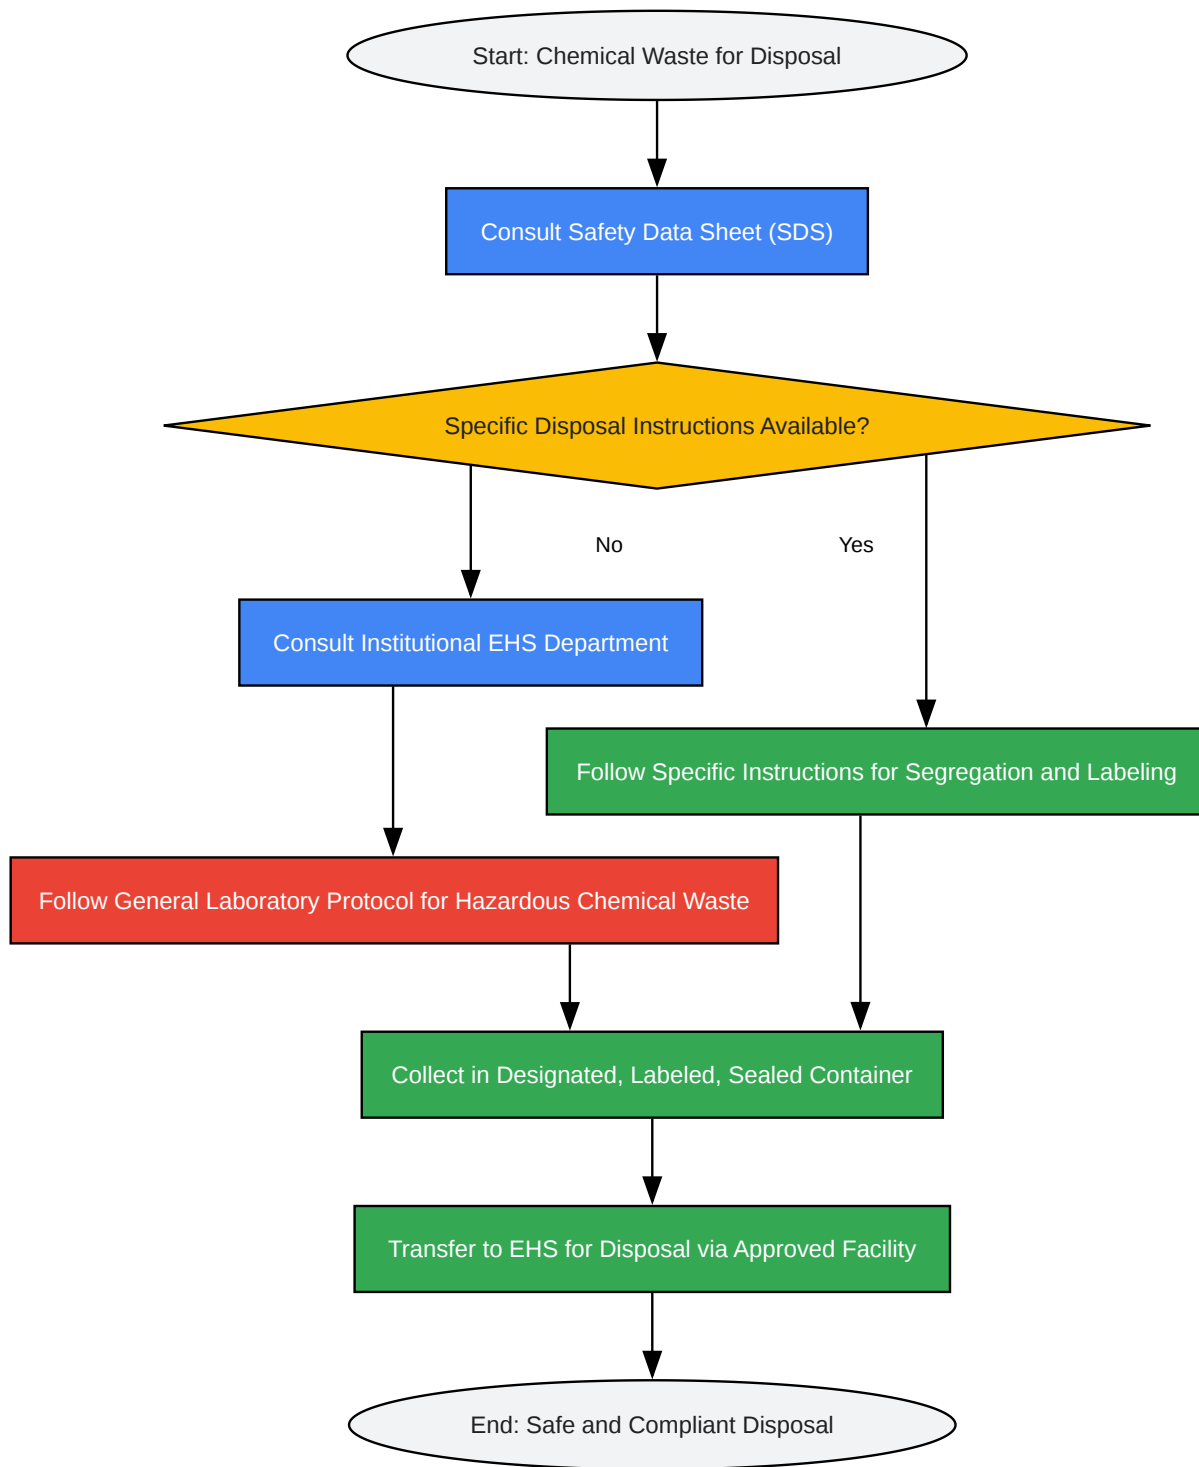 Start: Chemical Waste for Disposal
Consult Safety Data Sheet (SDS)
Specific Disposal Instructions Available?
No
Yes
Consult Institutional EHS Department
Follow Specific Instructions for Segregation and Labeling
Follow General Laboratory Protocol for Hazardous Chemical Waste
Collect in Designated, Labeled, Sealed Container
Transfer to EHS for Disposal via Approved Facility
End: Safe and Compliant Disposal